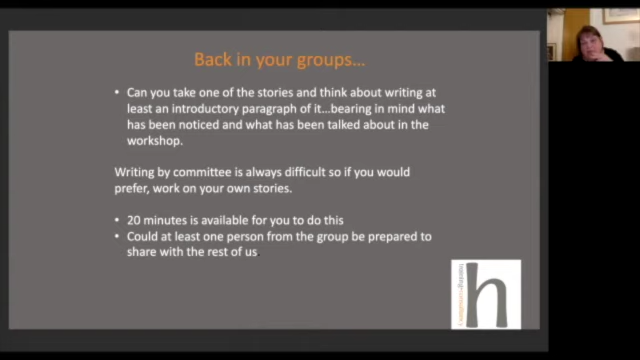 Back in your groups...
• Can you take one of the stories and think about writing at
least an introductory paragraph of it...bearing in mind what
has been noticed and what has been talked about in the
workshop.
Writing by committee is always difficult so if you would
prefer, work on your own stories.
• 20 minutes is available for you to do this
• Could at least one person from the group be prepared to
share with the rest of us.
h